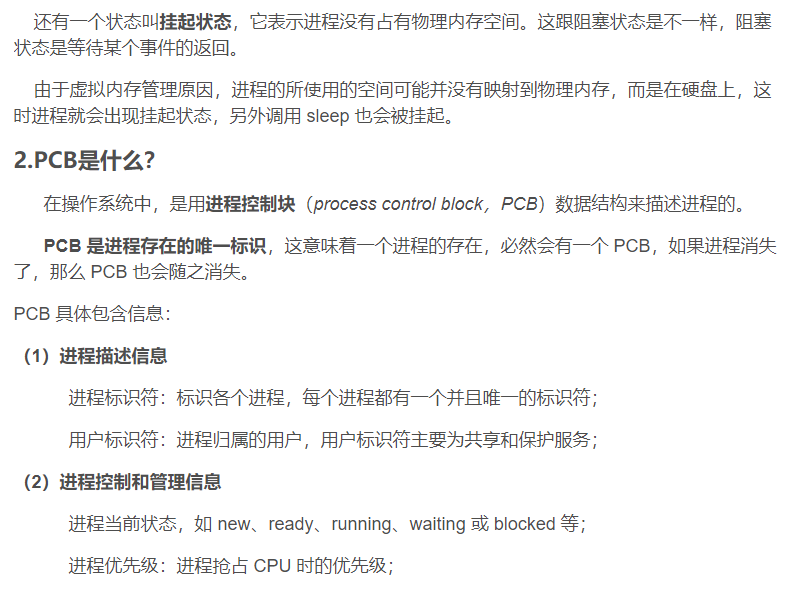 还有一个状态叫挂起状态，它表示进程没有占有物理内存空间。这跟阻塞状态是不一样，阻塞
状态是等待某个事件的返回。
由于虚拟内存管理原因，进程的所使用的空间可能并没有映射到物理内存，而是在硬盘上，这
时进程就会出现挂起状态，另外调用 sleep 也会被挂起。
2.PCB是什么？
在操作系统中，是用进程控制块（process control block，PCB）数据结构来描述进程的。
PCB 是进程存在的唯一标识，这意味着一个进程的存在，必然会有一个 PCB，如果进程消失
了，那么 PCB 也会随之消失。
PCB 具体包含信息：
（1）进程描述信息
进程标识符：标识各个进程，每个进程都有一个并且唯一的标识符；
用户标识符：进程归属的用户，用户标识符主要为共享和保护服务；
（2）进程控制和管理信息
进程当前状态，如 new、ready、running、waiting 或 blocked 等；
进程优先级：进程抢占 CPU 时的优先级；